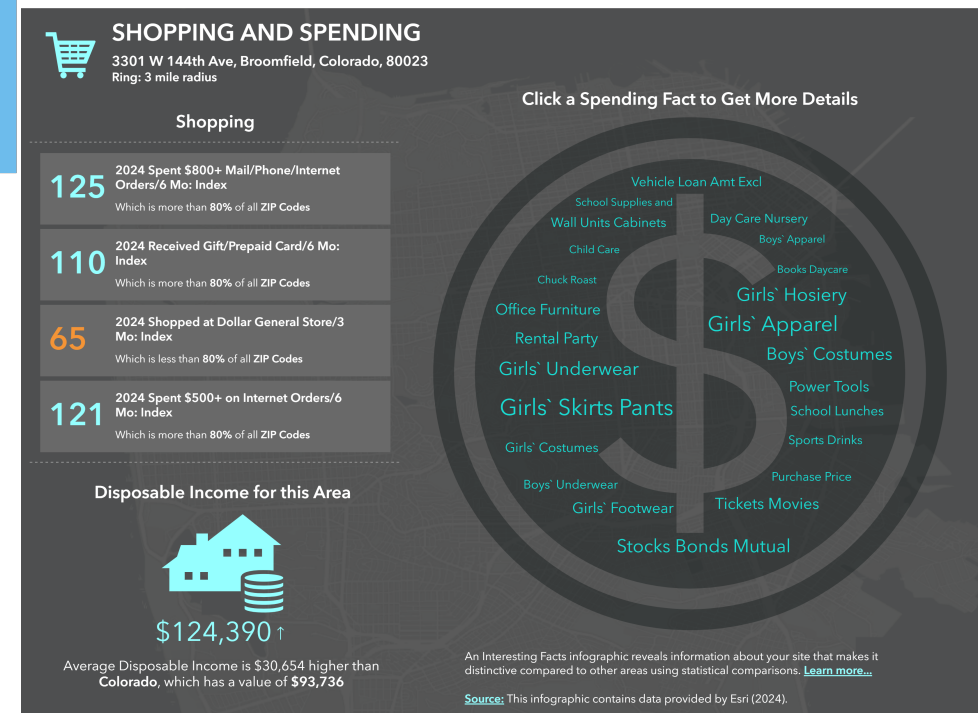 SHOPPING AND SPENDING
3301 W 144th Ave, Broomfield, Colorado, 80023
Ring: 3 mile radius
Shopping
125
2024 Spent $800+ Mail/Phone/Internet
Orders/6 Mo: Index
Which is more than 80% of all ZIP Codes
110
2024 Received Gift/Prepaid Card/6 Mo:
Index
Which is more than 80% of all ZIP Codes
65
2024 Shopped at Dollar General Store/3
Mo: Index
Which is less than 80% of all ZIP Codes
121
2024 Spent $500+ on Internet Orders/6
Mo: Index
Which is more than 80% of all ZIP Codes
Disposable Income for this Area
$124,390↑
Average Disposable Income is $30,654 higher than
Colorado, which has a value of $93,736
Click a Spending Fact to Get More Details
$
Vehicle Loan Amt Excl
School Supplies and
Wall Units Cabinets
Day Care Nursery
Boys` Apparel
Child Care
Books Daycare
Chuck Roast
Girls` Hosiery
Office Furniture
Girls` Apparel
Rental Party
Boys` Costumes
Girls` Underwear
Power Tools
Girls` Skirts Pants
School Lunches
Sports Drinks
Girls` Costumes
Purchase Price
Boys` Underwear
Tickets Movies
Girls` Footwear
Stocks Bonds Mutual
An Interesting Facts infographic reveals information about your site that makes it
distinctive compared to other areas using statistical comparisons. Learn more...
Source: This infographic contains data provided by Esri (2024).